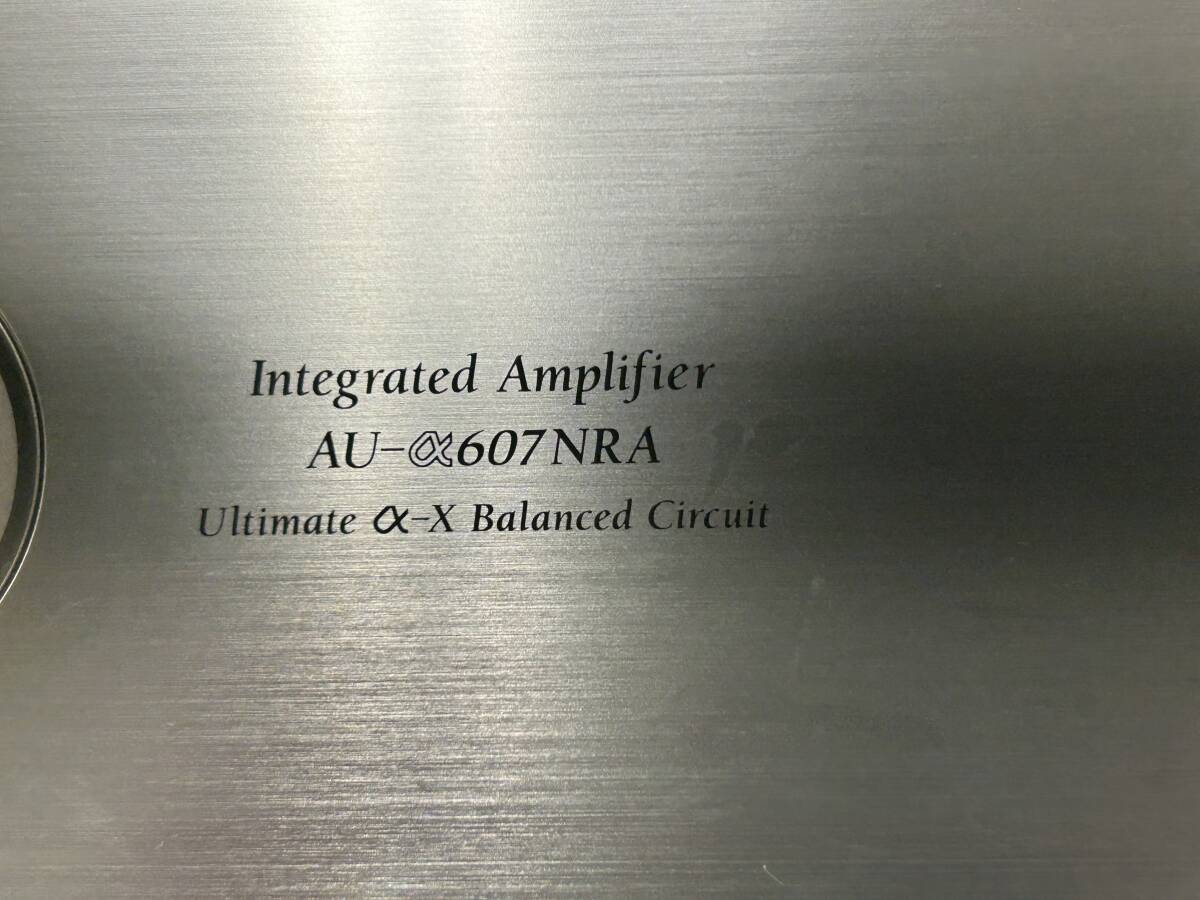 Integrated Amplifier
AU-α607NRA
Ultimate α-X Balanced Circuit